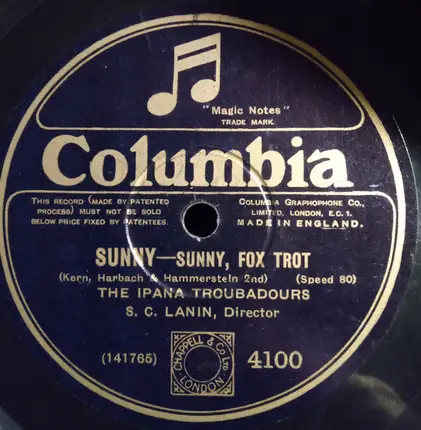 "Magic Notes"
TRADE MARK.
Columbia
THIS RECORD (MADE BY PATENTED
PROCESS) MUST NOT BE SOLD
BELOW PRICE FIXED BY PATENTEES.
COLUMBIA GRAPHOPHONE CO.,
LIMITED, LONDON, E.C. 1.
MADE IN ENGLAND.
SUNNY—SUNNY, FOX TROT
(Kern, Harbach & Hammerstein 2nd) (Speed 80)
THE IPANA TROUBADOURS
S. C. LANIN, Director
(141765)
CHAPPELL & CO LTD
LONDON
4100